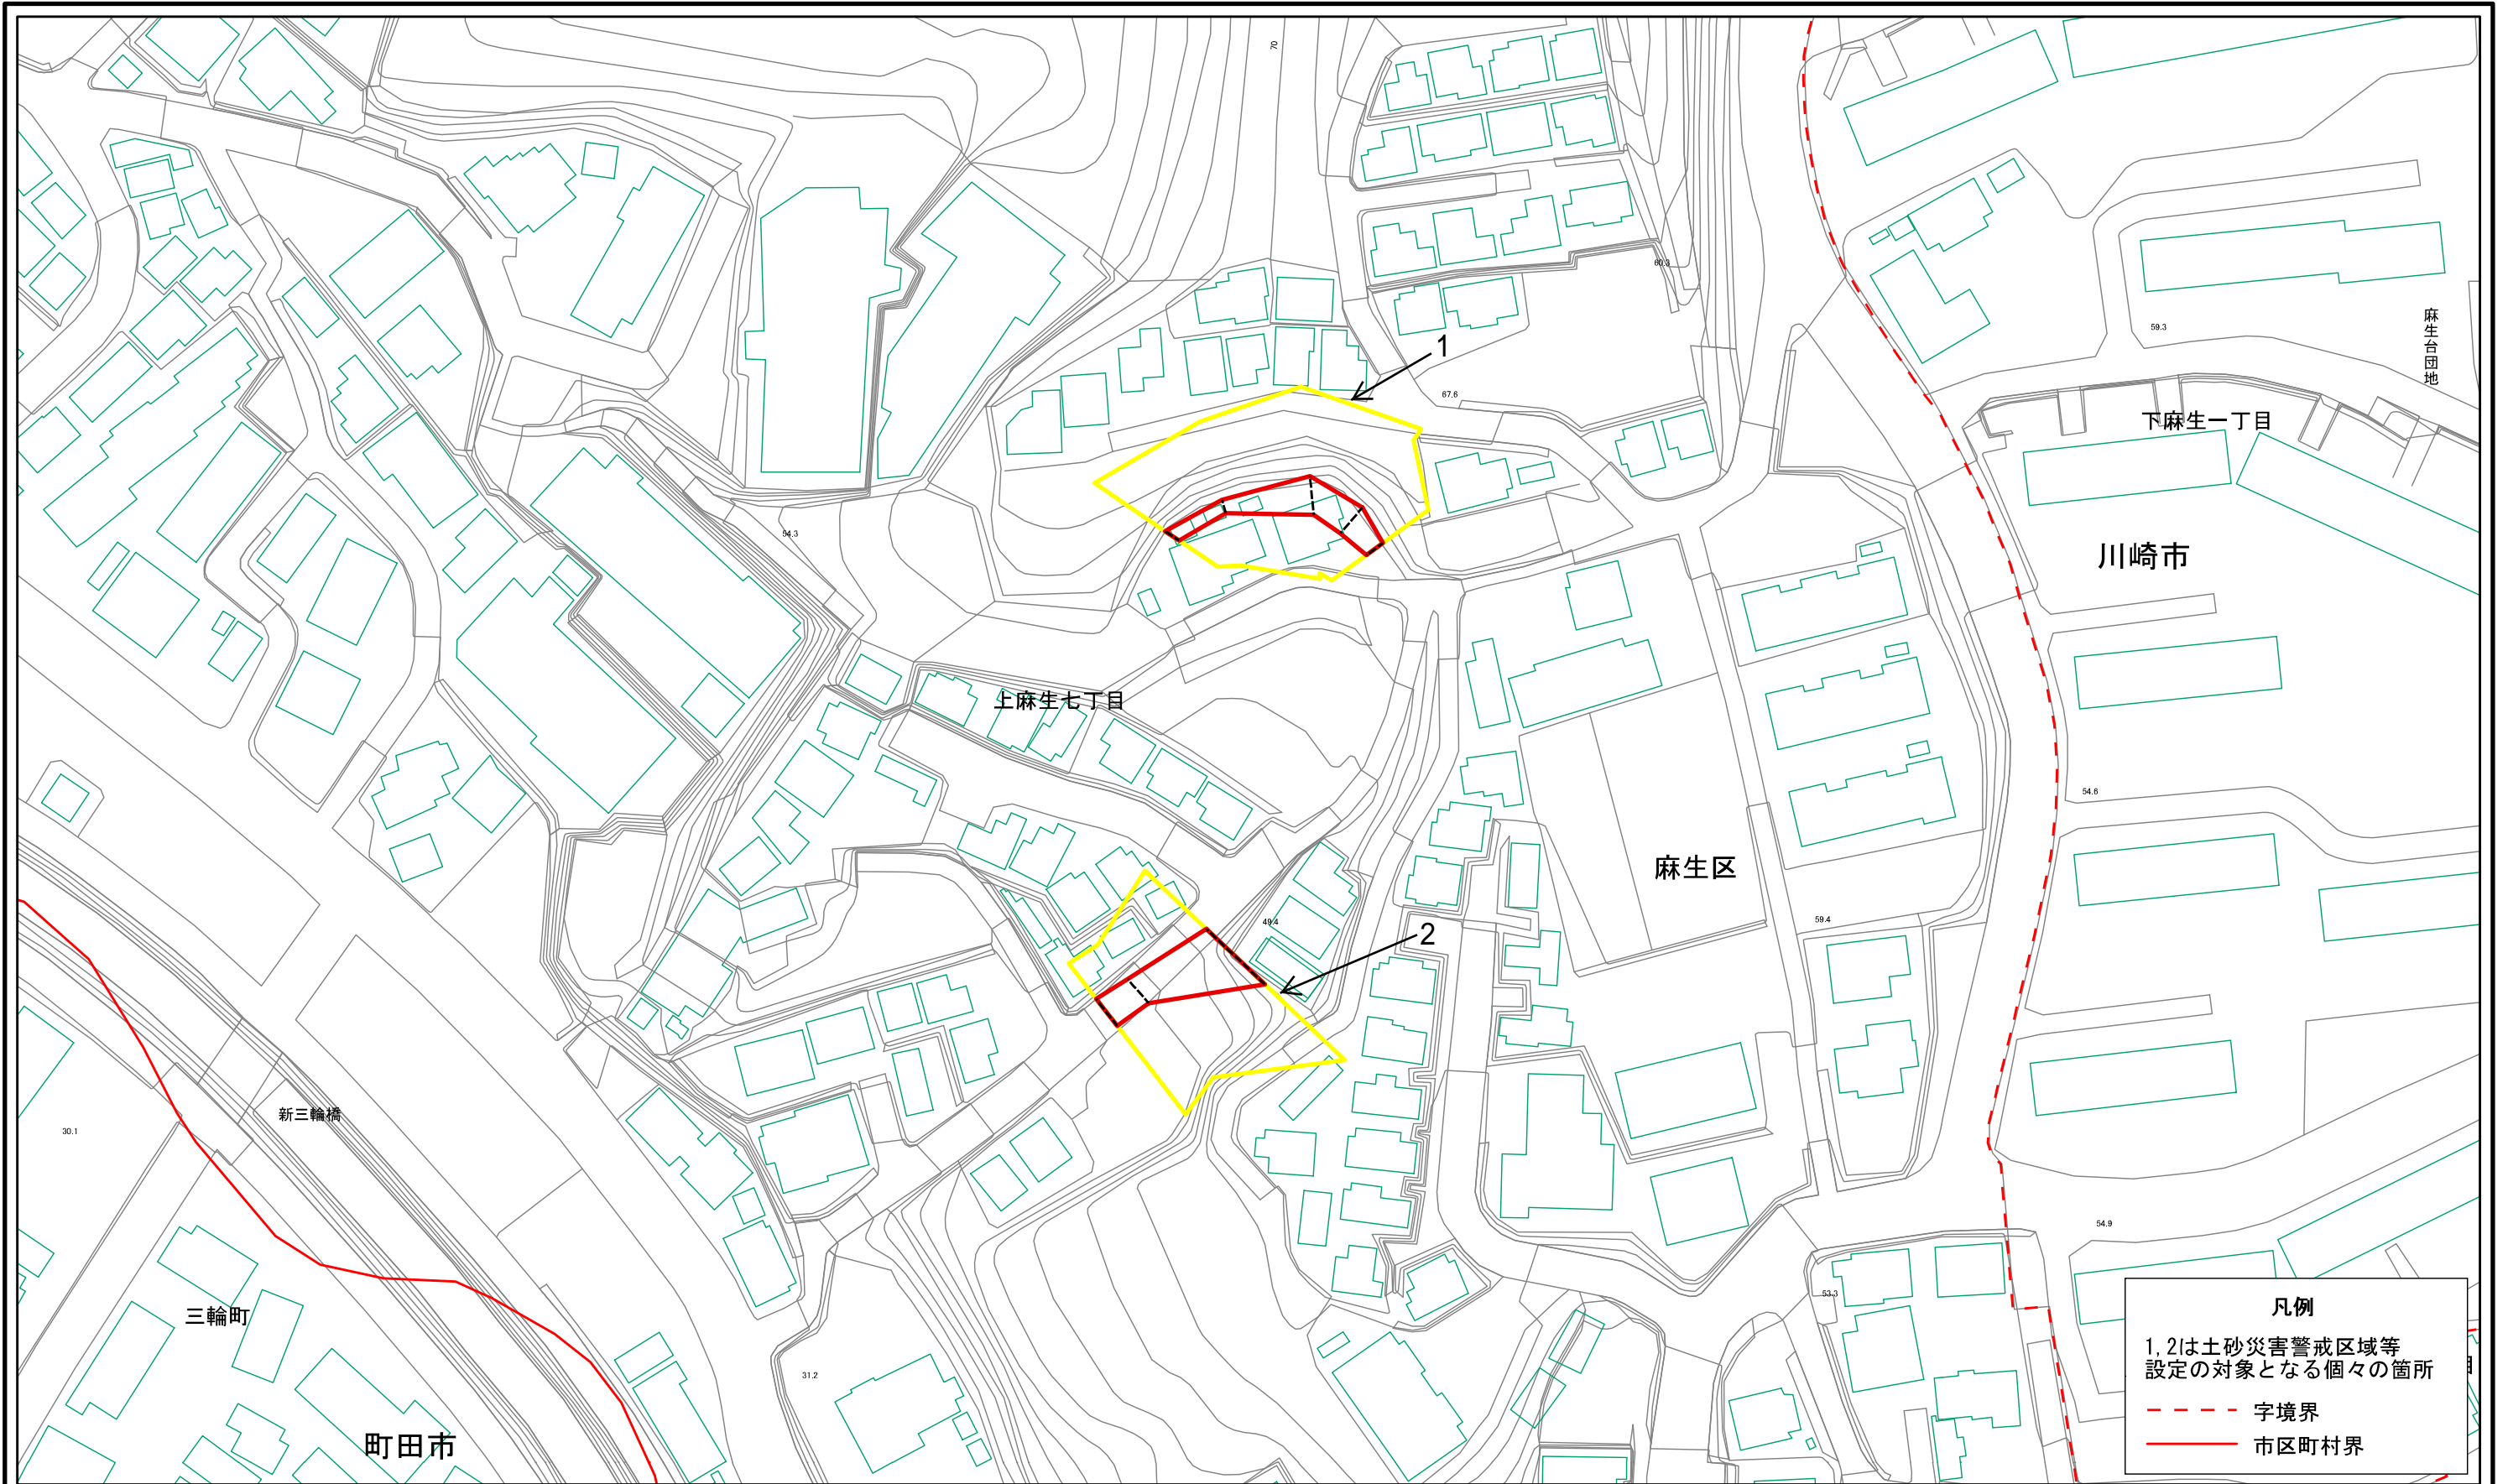 70
60.3
麻生台団地
59.3
1
67.6
下麻生一丁目
54.3
川崎市
上麻生七丁目
54.6
麻生区
49.4
59.4
2
新三輪橋
30.1
54.9
53.3
三輪町
31.2
町田市
凡例
1,2は土砂災害警戒区域等
設定の対象となる個々の箇所
字境界
市区町村界